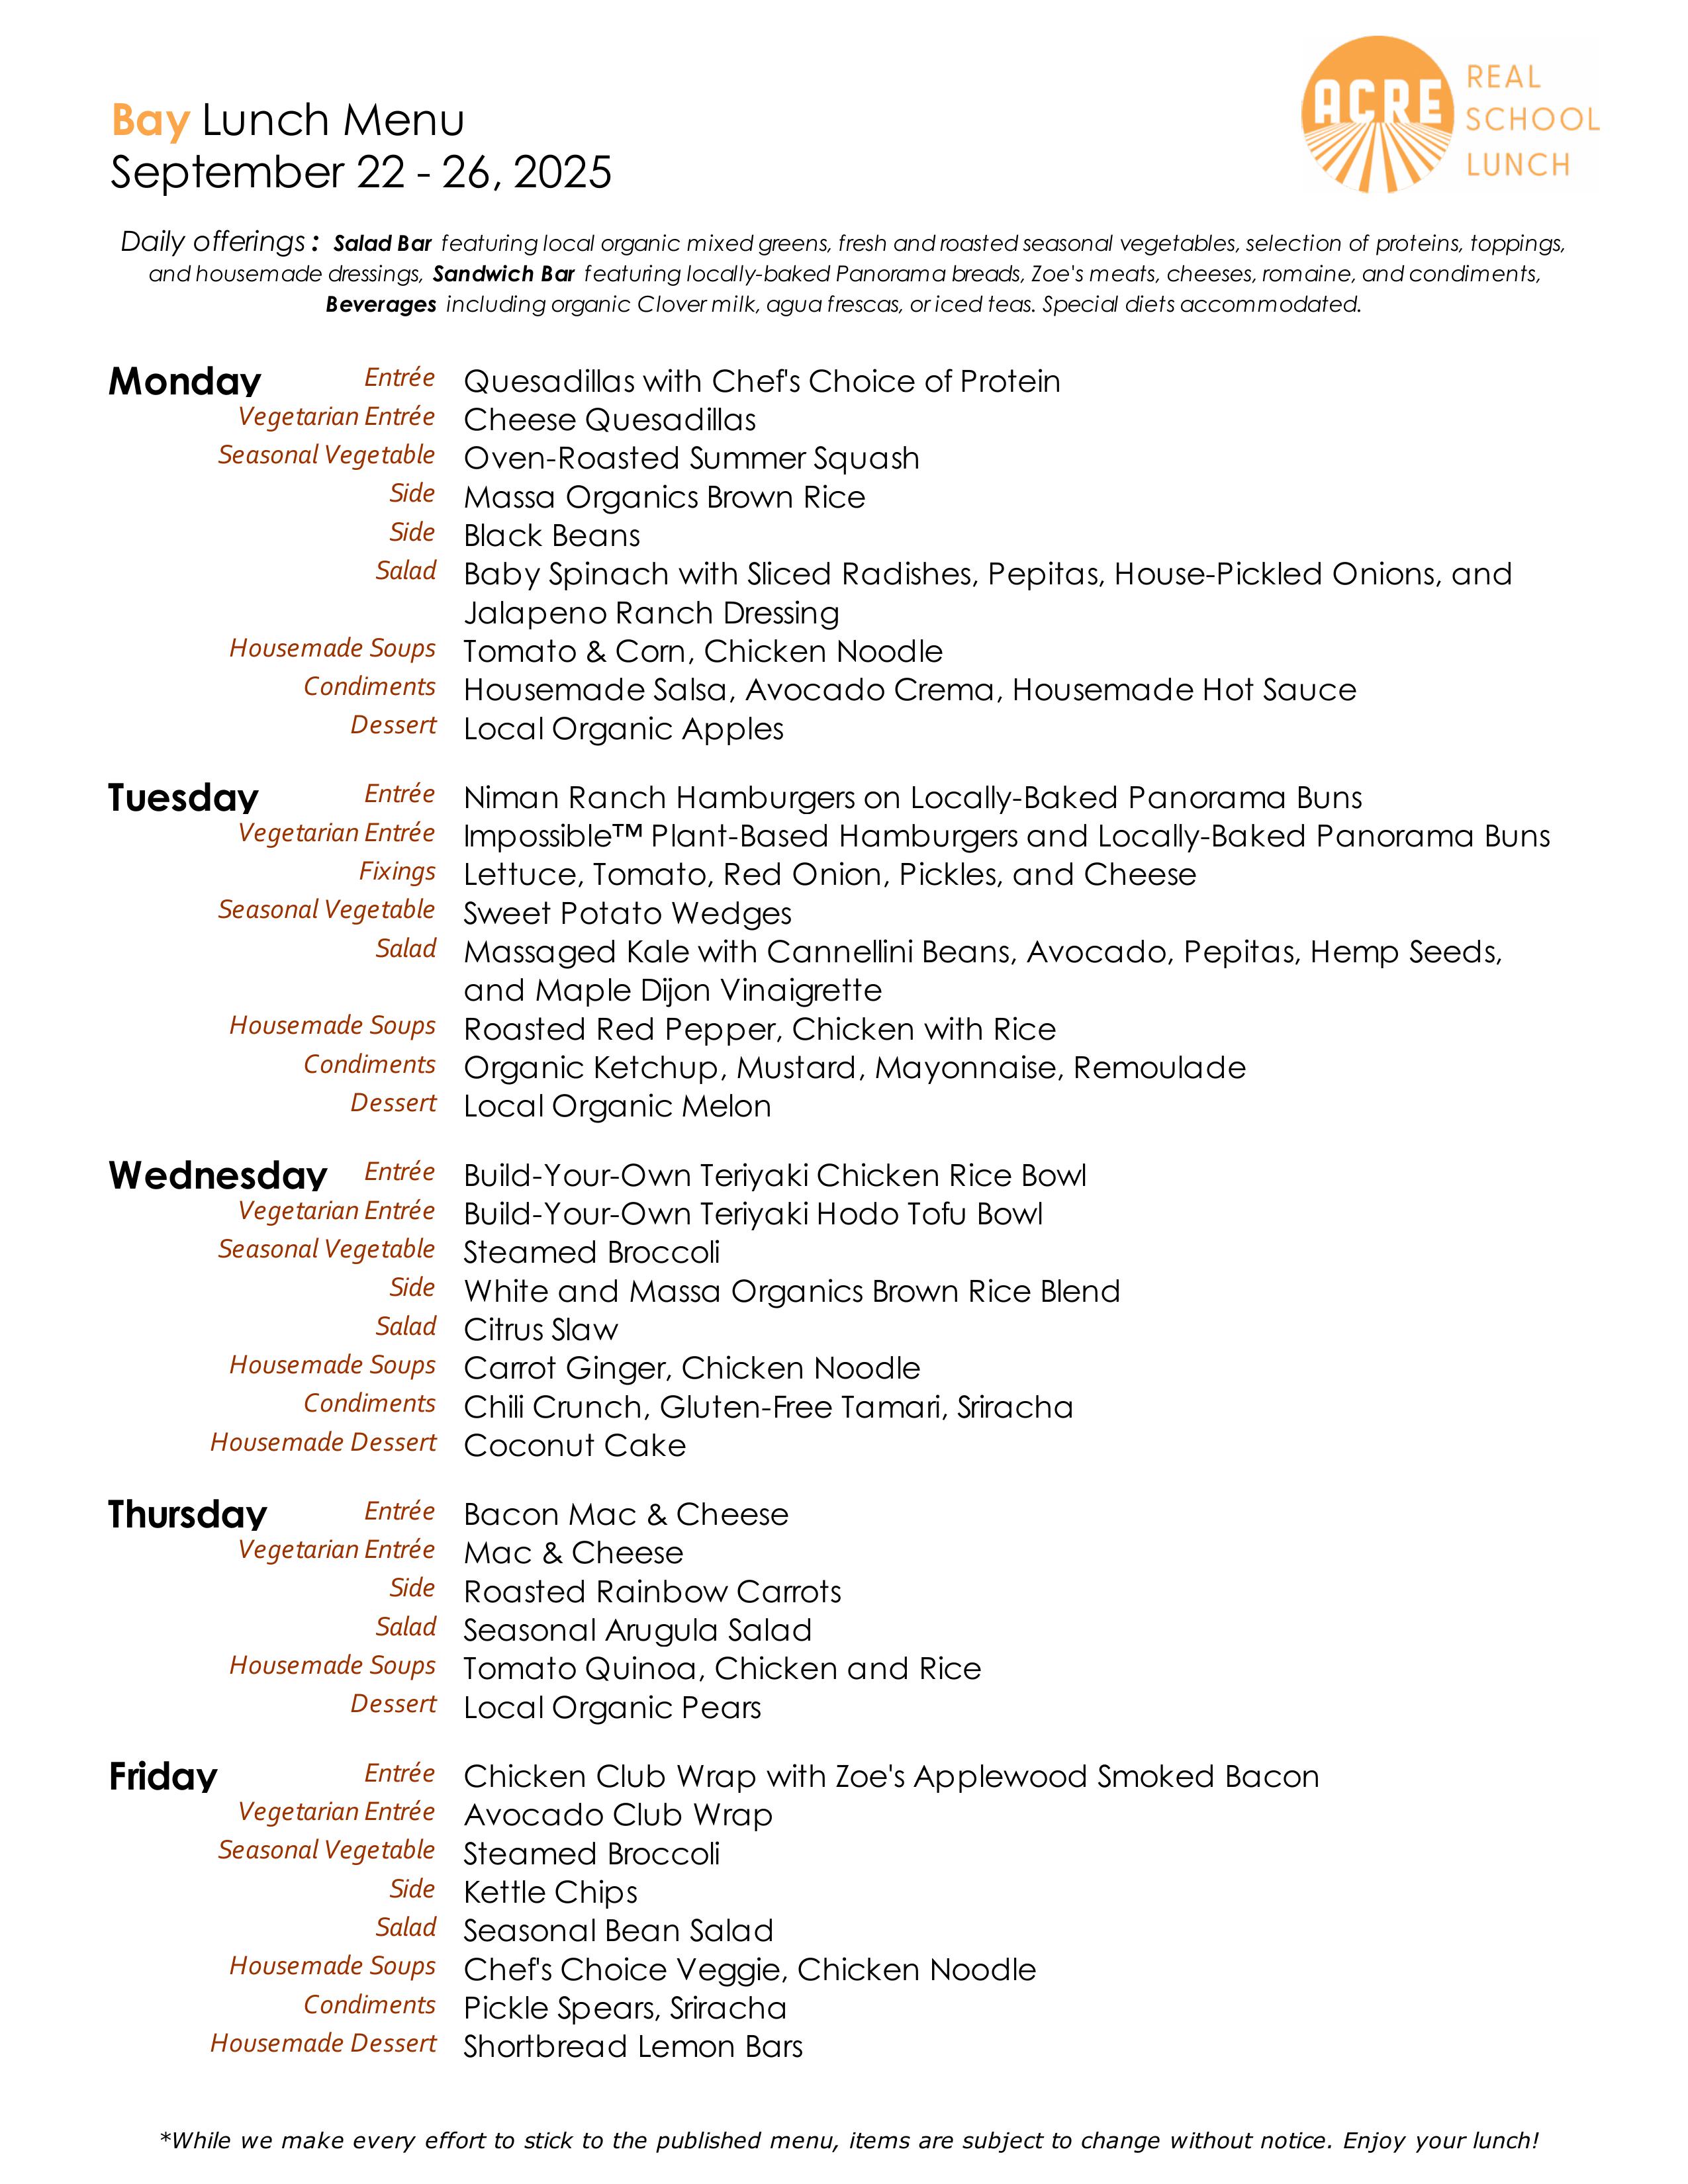 ACRE
REAL
SCHOOL
LUNCH
Bay Lunch Menu
September 22 - 26, 2025
Daily offerings : Salad Bar featuring local organic mixed greens, fresh and roasted seasonal vegetables, selection of proteins, toppings,
and housemade dressings, Sandwich Bar featuring locally-baked Panorama breads, Zoe's meats, cheeses, romaine, and condiments,
Beverages including organic Clover milk, agua frescas, or iced teas. Special diets accommodated.
Monday Entrée Quesadillas with Chef's Choice of Protein
Vegetarian Entrée Cheese Quesadillas
Seasonal Vegetable Oven-Roasted Summer Squash
Side Massa Organics Brown Rice
Side Black Beans
Salad Baby Spinach with Sliced Radishes, Pepitas, House-Pickled Onions, and
Jalapeno Ranch Dressing
Housemade Soups Tomato & Corn, Chicken Noodle
Condiments Housemade Salsa, Avocado Crema, Housemade Hot Sauce
Dessert Local Organic Apples
Tuesday Entrée Niman Ranch Hamburgers on Locally-Baked Panorama Buns
Vegetarian Entrée Impossible™ Plant-Based Hamburgers and Locally-Baked Panorama Buns
Fixings Lettuce, Tomato, Red Onion, Pickles, and Cheese
Seasonal Vegetable Sweet Potato Wedges
Salad Massaged Kale with Cannellini Beans, Avocado, Pepitas, Hemp Seeds,
and Maple Dijon Vinaigrette
Housemade Soups Roasted Red Pepper, Chicken with Rice
Condiments Organic Ketchup, Mustard, Mayonnaise, Remoulade
Dessert Local Organic Melon
Wednesday Entrée Build-Your-Own Teriyaki Chicken Rice Bowl
Vegetarian Entrée Build-Your-Own Teriyaki Hodo Tofu Bowl
Seasonal Vegetable Steamed Broccoli
Side White and Massa Organics Brown Rice Blend
Salad Citrus Slaw
Housemade Soups Carrot Ginger, Chicken Noodle
Condiments Chili Crunch, Gluten-Free Tamari, Sriracha
Housemade Dessert Coconut Cake
Thursday Entrée Bacon Mac & Cheese
Vegetarian Entrée Mac & Cheese
Side Roasted Rainbow Carrots
Salad Seasonal Arugula Salad
Housemade Soups Tomato Quinoa, Chicken and Rice
Dessert Local Organic Pears
Friday Entrée Chicken Club Wrap with Zoe's Applewood Smoked Bacon
Vegetarian Entrée Avocado Club Wrap
Seasonal Vegetable Steamed Broccoli
Side Kettle Chips
Salad Seasonal Bean Salad
Housemade Soups Chef's Choice Veggie, Chicken Noodle
Condiments Pickle Spears, Sriracha
Housemade Dessert Shortbread Lemon Bars
*While we make every effort to stick to the published menu, items are subject to change without notice. Enjoy your lunch!